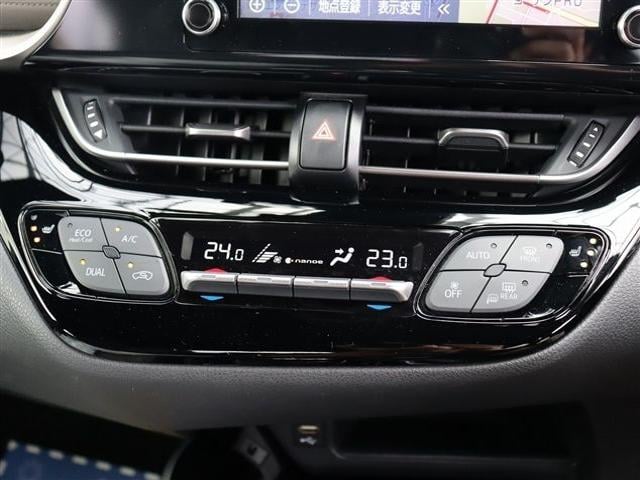 地点登録 表示変更 《
ECO
Heat/Cool
A/C
DUAL
24.0
nanoe
23.0
AUTO
FRONT
OFF
REAR